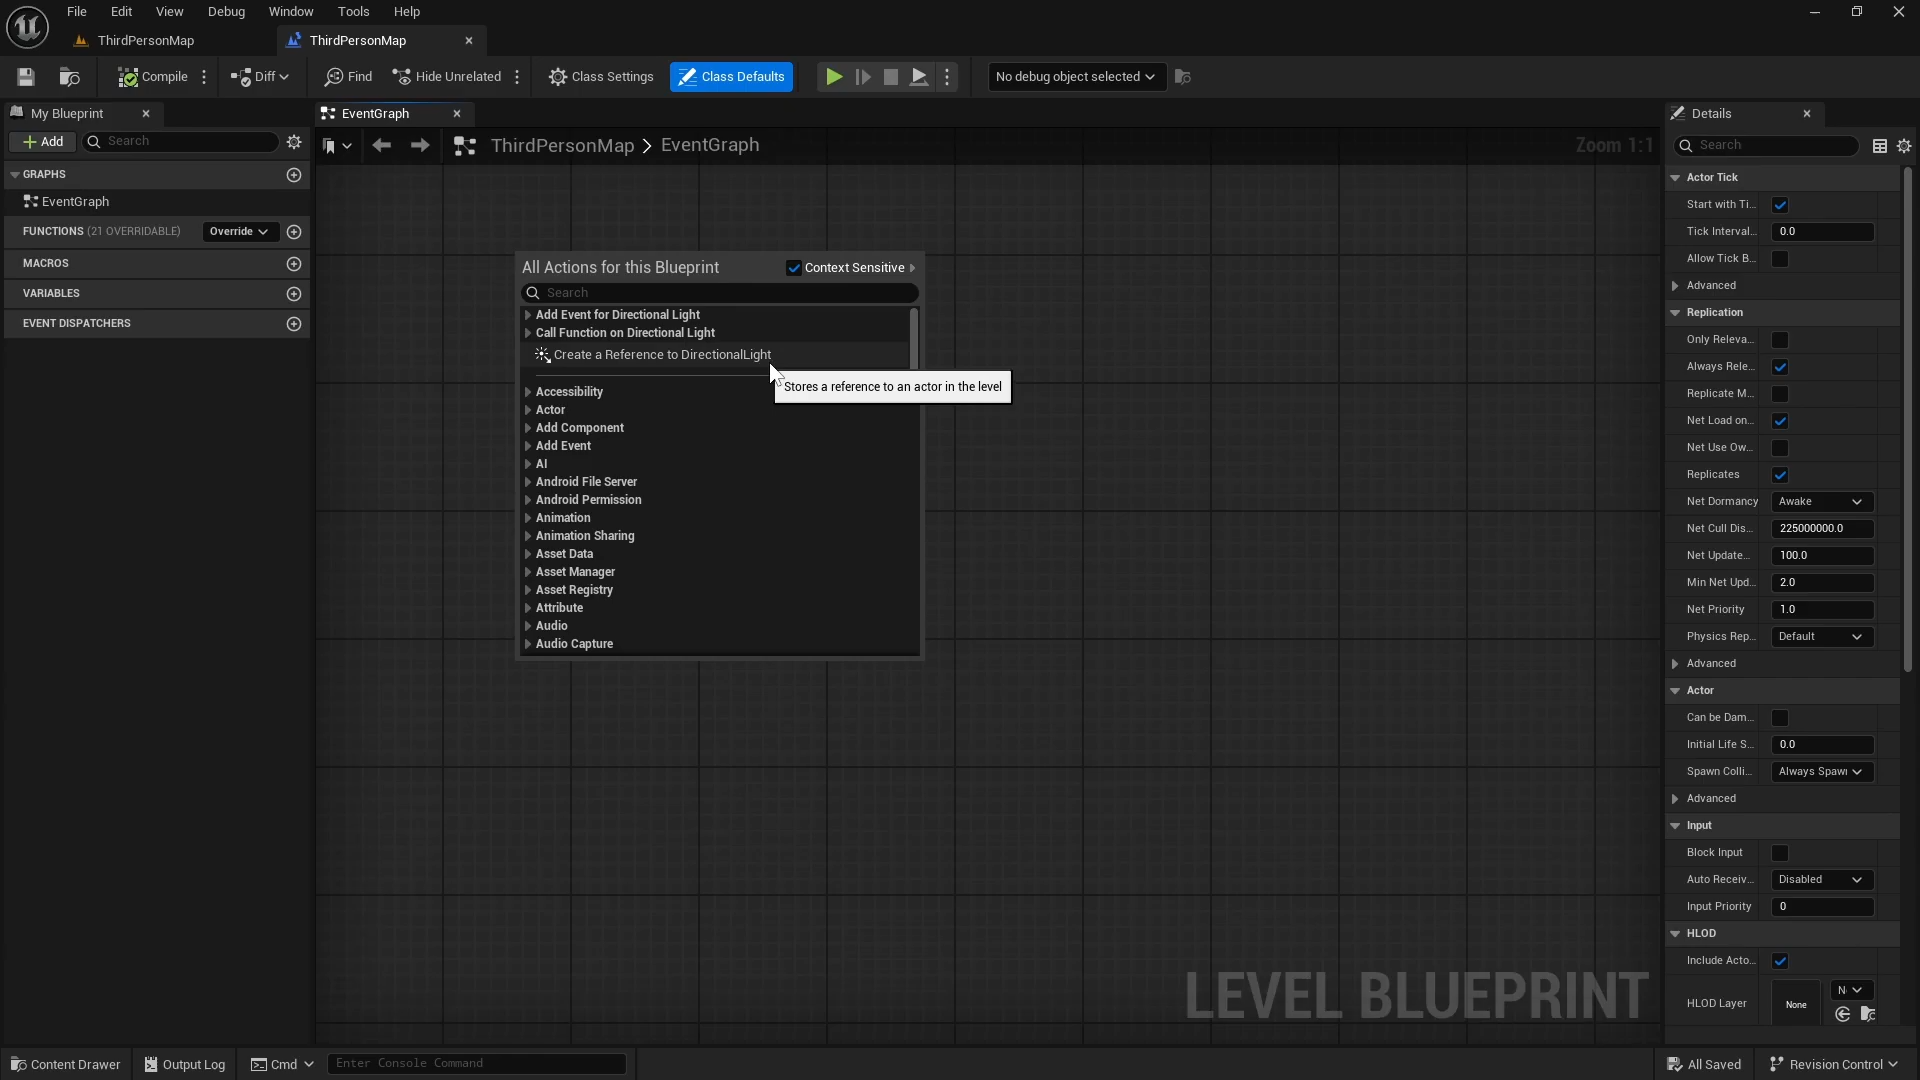 File Edit View Debug Window Tools Help
ThirdPersonMap ThirdPersonMap
Compile Diff Find Hide Unrelated Class Settings Class Defaults No debug object selected
My Blueprint EventGraph Details
Add Search ThirdPersonMap > EventGraph Zoom 1:1 Search
GRAPHS
EventGraph
FUNCTIONS (21 OVERRIDABLE) Override
MACROS
VARIABLES
EVENT DISPATCHERS
All Actions for this Blueprint Context Sensitive
Search
Add Event for Directional Light
Call Function on Directional Light
Create a Reference to DirectionalLight
Stores a reference to an actor in the level
Accessibility
Actor
Add Component
Add Event
AI
Android File Server
Android Permission
Animation
Animation Sharing
Asset Data
Asset Manager
Asset Registry
Attribute
Audio
Audio Capture
LEVEL BLUEPRINT
Actor Tick
Start with Ti...
Tick Interval... 0.0
Allow Tick B...
Advanced
Replication
Only Releva...
Always Rele...
Replicate M...
Net Load on...
Net Use Ow...
Replicates
Net Dormancy Awake
Net Cull Dis... 225000000.0
Net Update... 100.0
Min Net Upd... 2.0
Net Priority 1.0
Physics Rep... Default
Advanced
Actor
Can be Dam...
Initial Life S... 0.0
Spawn Colli... Always Spawn
Advanced
Input
Block Input
Auto Receiv... Disabled
Input Priority 0
HLOD
Include Acto...
HLOD Layer None N
Content Drawer Output Log Cmd Enter Console Command All Saved Revision Control